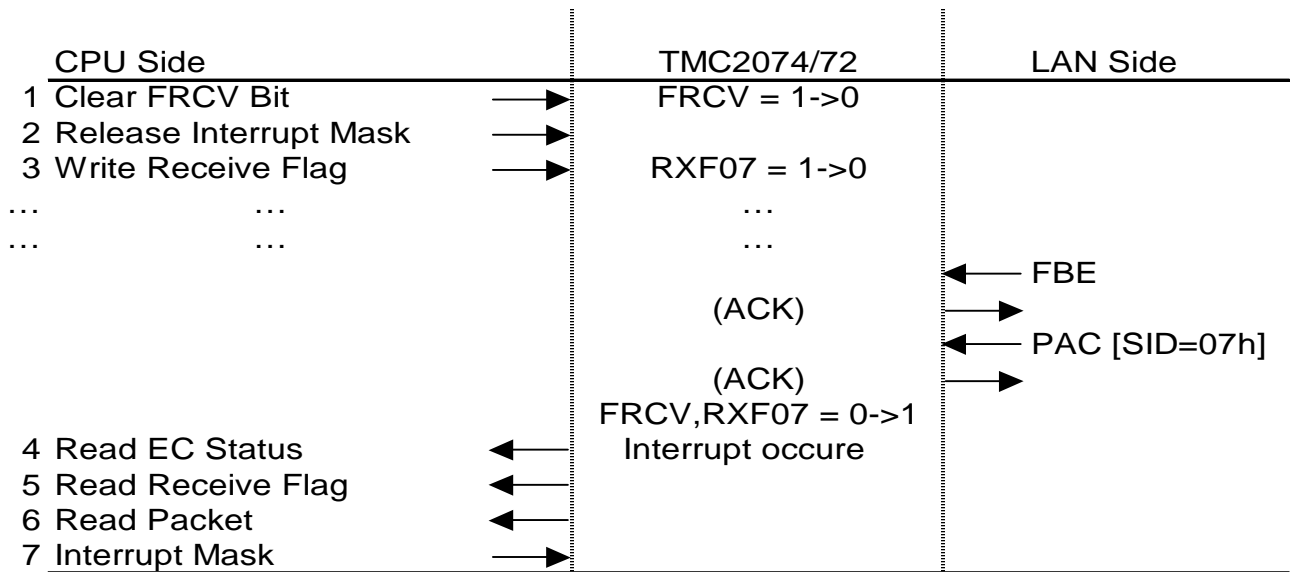 CPU Side TMC2074/72 LAN Side
1 Clear FRCV Bit FRCV = 1->0
2 Release Interrupt Mask
3 Write Receive Flag RXF07 = 1->0
... ... ...
... ... ...
FBE
(ACK)
PAC [SID=07h]
(ACK)
FRCV,RXF07 = 0->1
4 Read EC Status Interrupt occure
5 Read Receive Flag
6 Read Packet
7 Interrupt Mask